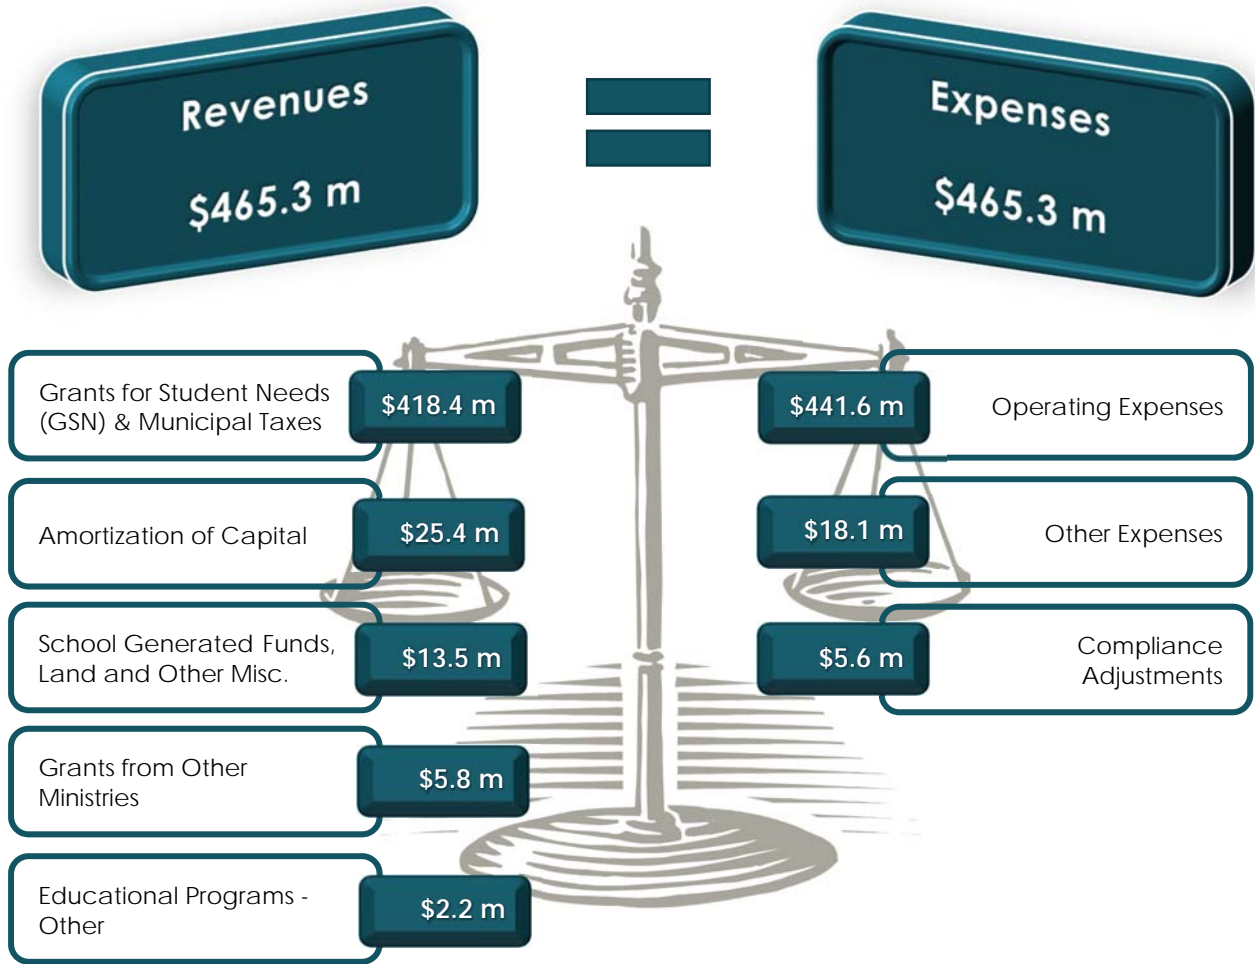 Revenues
$465.3 m
Expenses
$465.3 m
Grants for Student Needs
(GSN) & Municipal Taxes
$418.4 m
Amortization of Capital
$25.4 m
School Generated Funds,
Land and Other Misc.
$13.5 m
Grants from Other
Ministries
$5.8 m
Educational Programs -
Other
$2.2 m
$441.6 m
Operating Expenses
$18.1 m
Other Expenses
$5.6 m
Compliance
Adjustments